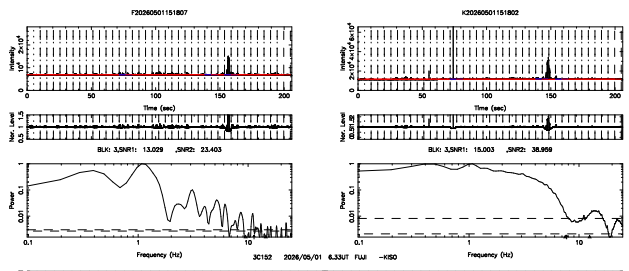 F20260501151807
K20260501151802
Intensity
0 1×10⁴ 2×10⁴
0 50 100 150 200
Time (sec)
Intensity
0 2×10⁴ 4×10⁴ 6×10⁴
0 50 100 150 200
Time (sec)
Nor. Level
0.5 1 1.5
BLK: 3,SNR1: 13.029 ,SNR2: 23.403
Nor. Level
BLK: 3,SNR1: 15.003 ,SNR2: 38.959
Power
0.01 0.1 1
0.1 1 10
Frequency (Hz)
Power
0.01 0.1 1
0.1 1 10
Frequency (Hz)
3C152 2026/05/01 6.33UT FUJI -KISO